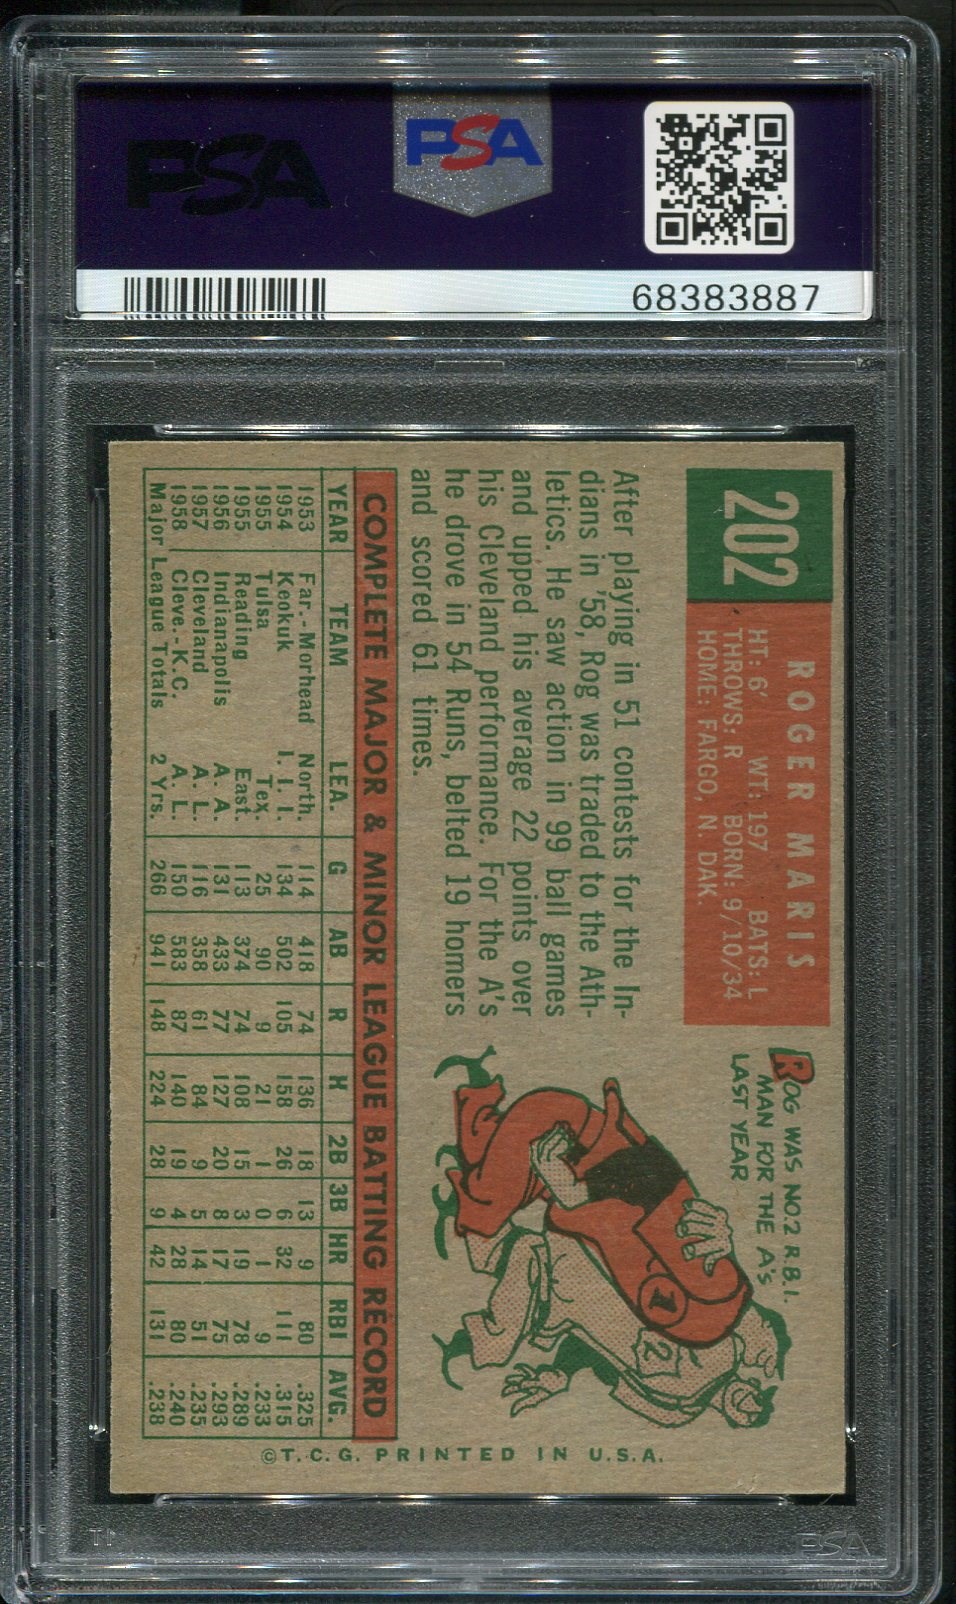 PSA
PSA
68383887
202
ROGER MARIS
HT: 6' WT: 197 BATS: L
THROWS: R BORN: 9/10/34
HOME: FARGO, N. DAK.
After playing in 51 contests for the In-
dians in '58, Rog was traded to the Ath-
letics. He saw action in 99 ball games
and upped his average 22 points over
his Cleveland performance. For the A's
he drove in 54 Runs, belted 19 homers
and scored 61 times.
ROG WAS NO.2 R.B.I.
MAN FOR THE A'S
LAST YEAR
1
2
COMPLETE MAJOR & MINOR LEAGUE BATTING RECORD
YEAR TEAM LEA. G AB R H 2B 3B HR RBI AVG.
1953 Far.-Morhead North. 114 418 74 136 18 13 9 80 .325
1954 Keokuk I. I. I. 134 502 105 158 26 6 32 111 .315
1955 Tulsa Tex. 25 90 9 21 1 0 1 9 .233
1955 Reading East. 113 374 74 108 15 3 19 78 .289
1956 Indianapolis A. A. 131 433 77 127 20 8 17 75 .293
1957 Cleveland A. L. 116 358 61 84 9 5 14 51 .235
1958 Cleve.-K.C. A. L. 150 583 87 140 19 4 28 80 .240
Major League Totals 2 Yrs. 266 941 148 224 28 9 42 131 .238
©T.C.G. PRINTED IN U.S.A.
PSA